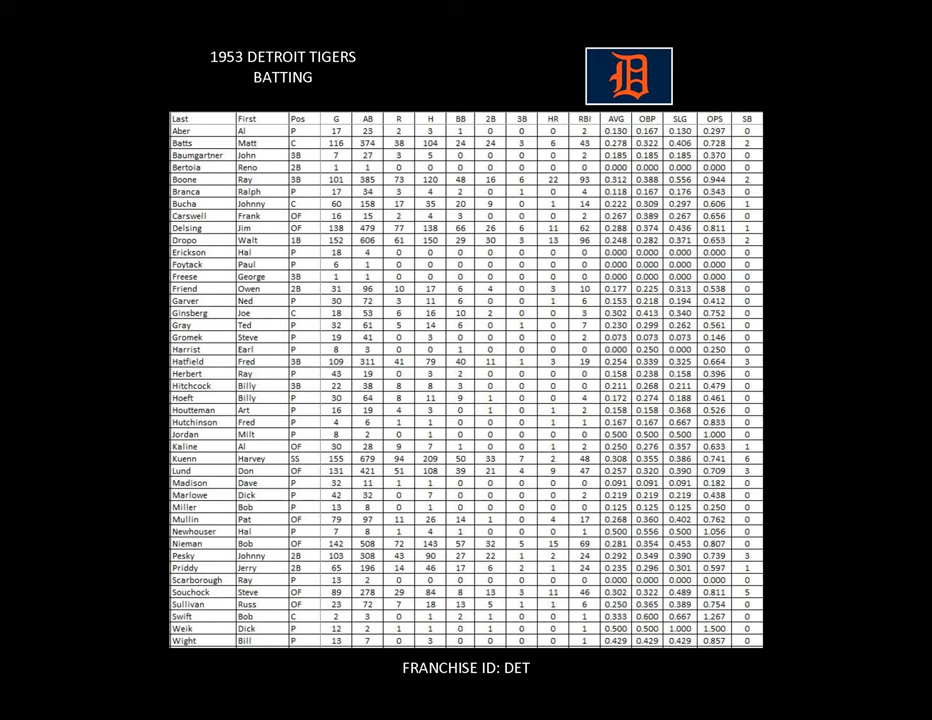 1953 DETROIT TIGERS
BATTING
Last First Pos G AB R H BB 2B 3B HR RBI AVG OBP SLG OPS SB
Aber Al P 17 23 2 3 1 0 0 0 2 0.130 0.167 0.130 0.297 0
Batts Matt C 116 374 38 104 24 24 3 6 43 0.278 0.322 0.406 0.728 2
Baumgartner John 3B 7 27 3 5 0 0 0 0 2 0.185 0.185 0.185 0.370 0
Bertoia Reno 2B 1 1 0 0 0 0 0 0 0 0.000 0.000 0.000 0.000 0
Boone Ray 3B 101 385 73 120 48 16 6 22 93 0.312 0.388 0.556 0.944 2
Branca Ralph P 17 34 3 4 2 0 1 0 4 0.118 0.167 0.176 0.343 0
Bucha Johnny C 60 158 17 35 20 9 0 1 14 0.222 0.309 0.297 0.606 1
Carswell Frank OF 16 15 2 4 3 0 0 0 2 0.267 0.389 0.267 0.656 0
Delsing Jim OF 138 479 77 138 66 26 6 11 62 0.288 0.374 0.436 0.811 1
Dropo Walt 1B 152 606 61 150 29 30 3 13 96 0.248 0.282 0.371 0.653 2
Erickson Hal P 18 4 0 0 0 0 0 0 0 0.000 0.000 0.000 0.000 0
Foytack Paul P 6 1 0 0 0 0 0 0 0 0.000 0.000 0.000 0.000 0
Freese George 3B 1 1 0 0 0 0 0 0 0 0.000 0.000 0.000 0.000 0
Friend Owen 2B 31 96 10 17 6 4 0 3 10 0.177 0.225 0.313 0.538 0
Garver Ned P 30 72 3 11 6 0 0 1 6 0.153 0.218 0.194 0.412 0
Ginsberg Joe C 18 53 6 16 10 2 0 0 3 0.302 0.413 0.340 0.752 0
Gray Ted P 32 61 5 14 6 0 1 0 7 0.230 0.299 0.262 0.561 0
Gromek Steve P 19 41 0 3 0 0 0 0 2 0.073 0.073 0.073 0.146 0
Harrist Earl P 8 3 0 0 1 0 0 0 0 0.000 0.250 0.000 0.250 0
Hatfield Fred 3B 109 311 41 79 40 11 1 3 19 0.254 0.339 0.325 0.664 3
Herbert Ray P 43 19 0 3 2 0 0 0 0 0.158 0.238 0.158 0.396 0
Hitchcock Billy 3B 22 38 8 8 3 0 0 0 0 0.211 0.268 0.211 0.479 0
Hoeft Billy P 30 64 8 11 9 1 0 0 4 0.172 0.274 0.188 0.461 0
Houtteman Art P 16 19 4 3 0 1 0 1 2 0.158 0.158 0.368 0.526 0
Hutchinson Fred P 4 6 1 1 0 0 0 1 1 0.167 0.167 0.667 0.833 0
Jordan Milt P 8 2 0 1 0 0 0 0 0 0.500 0.500 0.500 1.000 0
Kaline Al OF 30 28 9 7 1 0 0 1 2 0.250 0.276 0.357 0.633 1
Kuenn Harvey SS 155 679 94 209 50 33 7 2 48 0.308 0.355 0.386 0.741 6
Lund Don OF 131 421 51 108 39 21 4 9 47 0.257 0.320 0.390 0.709 3
Madison Dave P 32 11 1 1 0 0 0 0 0 0.091 0.091 0.091 0.182 0
Marlowe Dick P 42 32 0 7 0 0 0 0 2 0.219 0.219 0.219 0.438 0
Miller Bob P 13 8 0 1 0 0 0 0 0 0.125 0.125 0.125 0.250 0
Mullin Pat OF 79 97 11 26 14 1 0 4 17 0.268 0.360 0.402 0.762 0
Newhouser Hal P 7 8 1 4 1 0 0 0 1 0.500 0.556 0.500 1.056 0
Nieman Bob OF 142 508 72 143 57 32 5 15 69 0.281 0.354 0.453 0.807 0
Pesky Johnny 2B 103 308 43 90 27 22 1 2 24 0.292 0.349 0.390 0.739 3
Priddy Jerry 2B 65 196 14 46 17 6 2 1 24 0.235 0.296 0.301 0.597 1
Scarborough Ray P 13 2 0 0 0 0 0 0 0 0.000 0.000 0.000 0.000 0
Souchock Steve OF 89 278 29 84 8 13 3 11 46 0.302 0.322 0.489 0.811 5
Sullivan Russ OF 23 72 7 18 13 5 1 1 6 0.250 0.365 0.389 0.754 0
Swift Bob C 2 3 0 1 2 1 0 0 1 0.333 0.600 0.667 1.267 0
Weik Dick P 12 2 1 1 0 1 0 0 1 0.500 0.500 1.000 1.500 0
Wight Bill P 13 7 0 3 0 0 0 0 1 0.429 0.429 0.429 0.857 0
FRANCHISE ID: DET